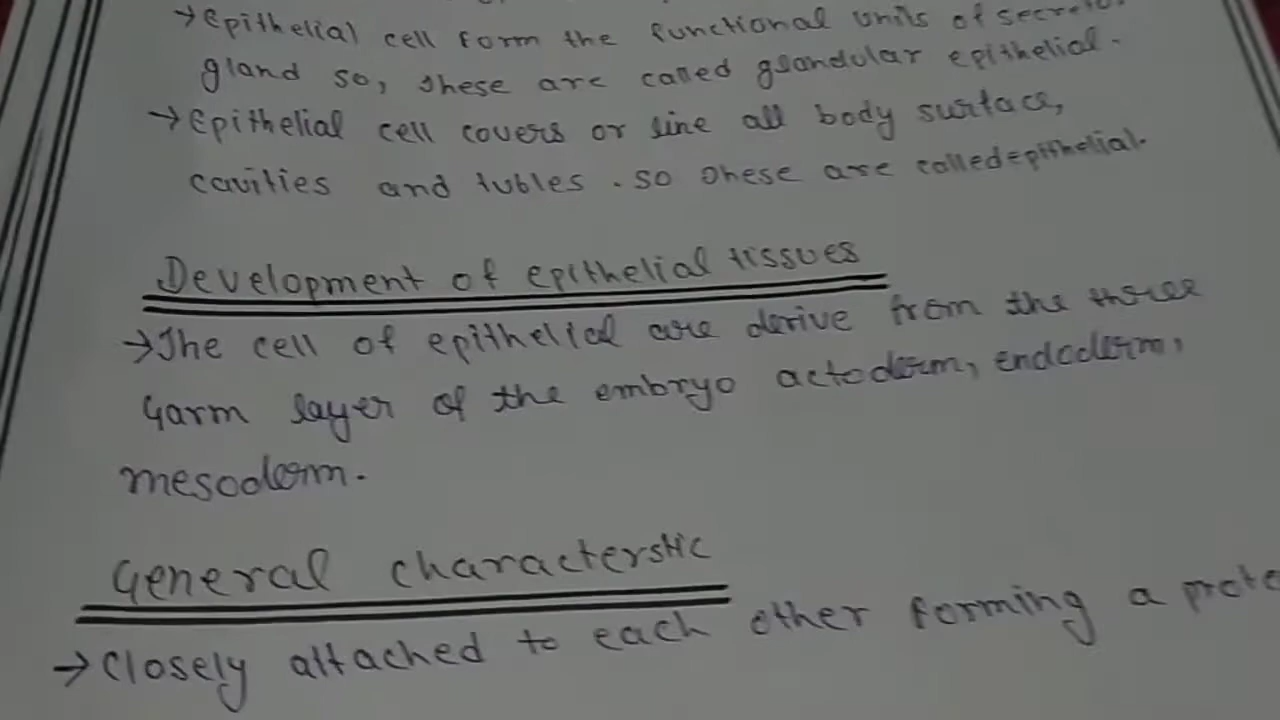 → Epithelial cell form the functional units of secreto
gland so, these are called glandular epithelial.
→ Epithelial cell covers or line all body surface,
cavities and tubles. so these are called epithelial.
Development of epithelial tissues
→ The cell of epithelial are derive from the three
Garm layer of the embryo actoderm, endoderm,
mesoderm.
General characterstic
→ Closely attached to each other forming a prote